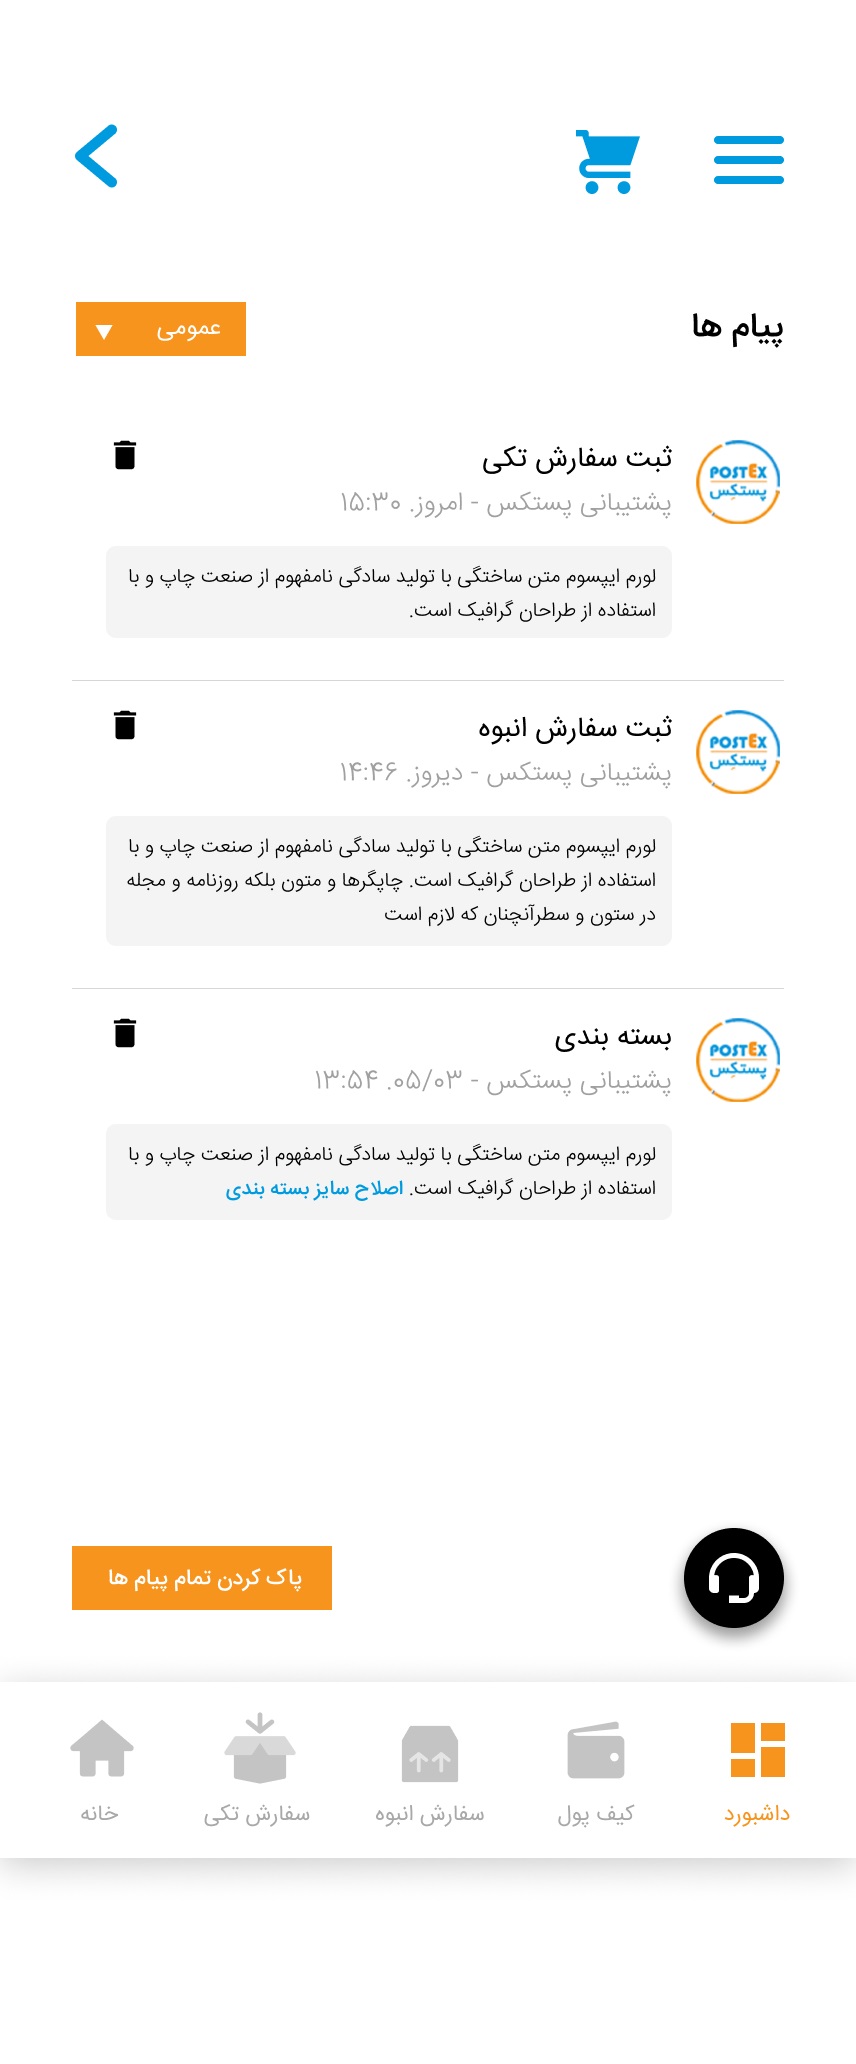 پیام ها
عمومی
POSTEX
پستکس
ثبت سفارش تکی
پشتیبانی پستکس - امروز. ۱۵:۳۰
لورم ایپسوم متن ساختگی با تولید سادگی نامفهوم از صنعت چاپ و با
استفاده از طراحان گرافیک است.
POSTEX
پستکس
ثبت سفارش انبوه
پشتیبانی پستکس - دیروز. ۱۴:۴۶
لورم ایپسوم متن ساختگی با تولید سادگی نامفهوم از صنعت چاپ و با
استفاده از طراحان گرافیک است. چاپگرها و متون بلکه روزنامه و مجله
در ستون و سطرآنچنان که لازم است
POSTEX
پستکس
بسته بندی
پشتیبانی پستکس - ۰۵/۰۳. ۱۳:۵۴
لورم ایپسوم متن ساختگی با تولید سادگی نامفهوم از صنعت چاپ و با
استفاده از طراحان گرافیک است. اصلاح سایز بسته بندی
پاک کردن تمام پیام ها
داشبورد
کیف پول
سفارش انبوه
سفارش تکی
خانه